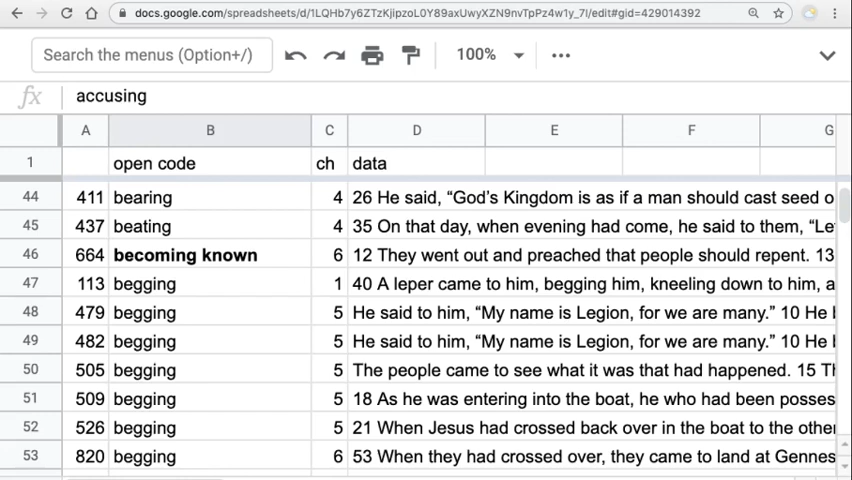 docs.google.com/spreadsheets/d/1LQHb7y6ZTzKjipzoL0Y89axUwyXZN9nvTpPz4w1y_7I/edit#gid=429014392
Search the menus (Option+/) 100%
fx accusing
A B C D E F G
1 open code ch data
44 411 bearing 4 26 He said, “God’s Kingdom is as if a man should cast seed o
45 437 beating 4 35 On that day, when evening had come, he said to them, “Le
46 664 becoming known 6 12 They went out and preached that people should repent. 13
47 113 begging 1 40 A leper came to him, begging him, kneeling down to him, a
48 479 begging 5 He said to him, “My name is Legion, for we are many.” 10 He
49 482 begging 5 He said to him, “My name is Legion, for we are many.” 10 He
50 505 begging 5 The people came to see what it was that had happened. 15
51 509 begging 5 18 As he was entering into the boat, he who had been posses
52 526 begging 5 21 When Jesus had crossed back over in the boat to the other
53 820 begging 6 53 When they had crossed over, they came to land at Gennes